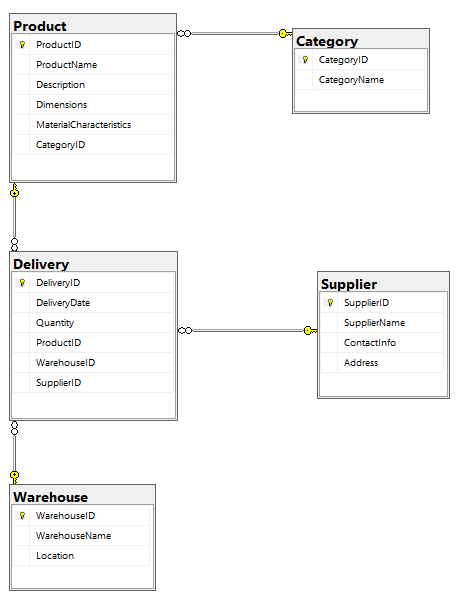 Product
ProductID
ProductName
Description
Dimensions
MaterialCharacteristics
CategoryID
Category
CategoryID
CategoryName
Delivery
DeliveryID
DeliveryDate
Quantity
ProductID
WarehouseID
SupplierID
Supplier
SupplierID
SupplierName
ContactInfo
Address
Warehouse
WarehouseID
WarehouseName
Location